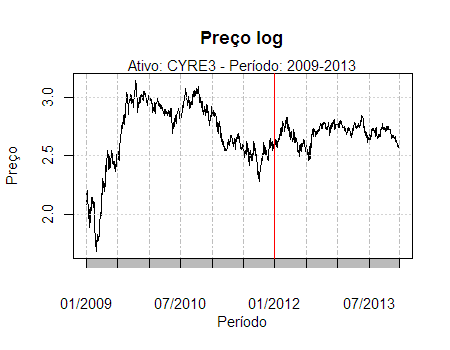 Preço log
Ativo: CYRE3 - Período: 2009-2013
3.0
2.5
2.0
Preço
01/2009 07/2010 01/2012 07/2013
Período